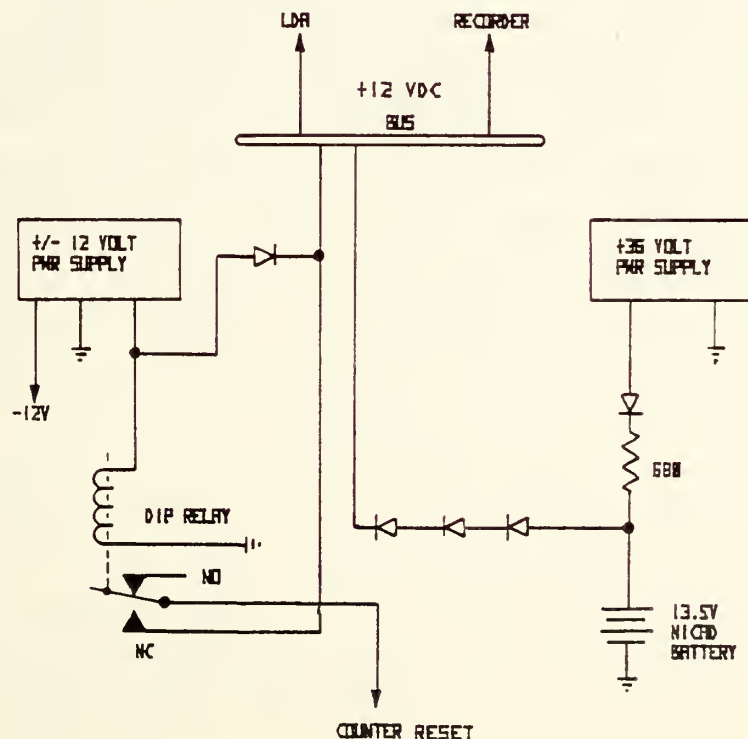 LDA
RECORDER
+12 VDC
BUS
+/- 12 VOLT
PWR SUPPLY
+36 VOLT
PWR SUPPLY
-12V
680
DIP RELAY
NO
NC
13.5V
NICAD
BATTERY
COUNTER RESET